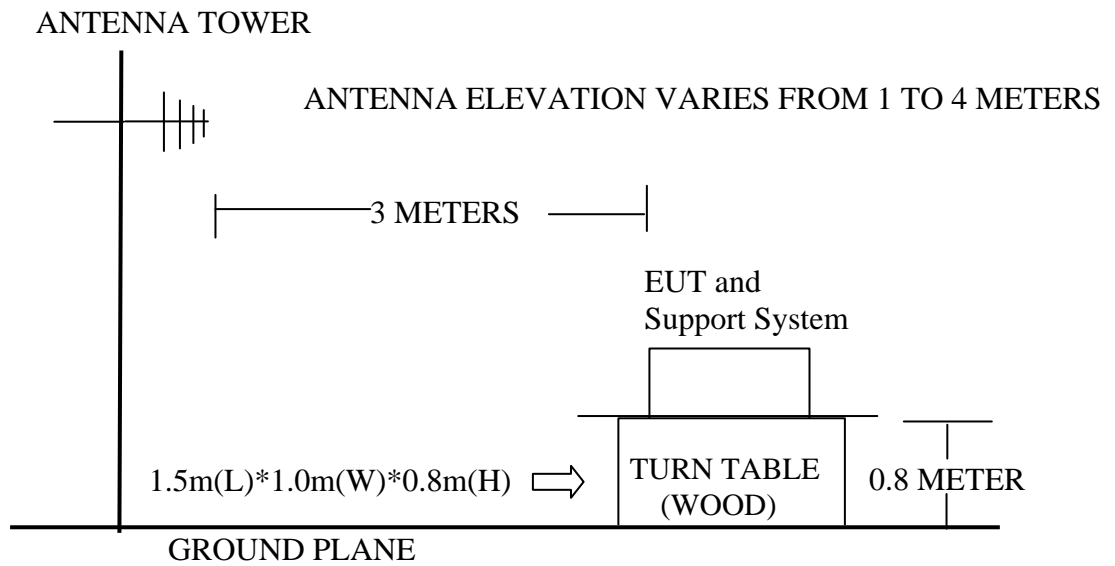 ANTENNA TOWER
ANTENNA ELEVATION VARIES FROM 1 TO 4 METERS
3 METERS
EUT and
Support System
1.5m(L)*1.0m(W)*0.8m(H)
TURN TABLE
(WOOD)
0.8 METER
GROUND PLANE